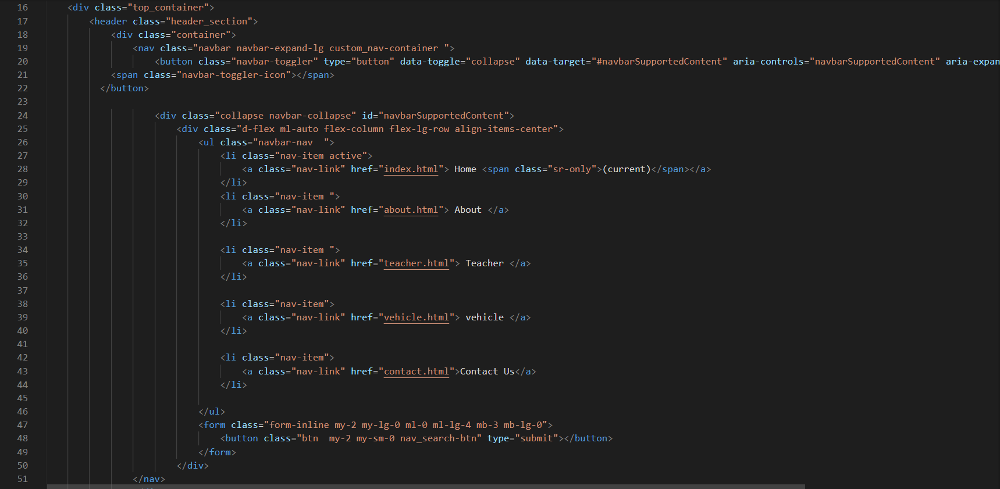 16 <div class="top_container">
17 <header class="header_section">
18 <div class="container">
19 <nav class="navbar navbar-expand-lg custom_nav-container ">
20 <button class="navbar-toggler" type="button" data-toggle="collapse" data-target="#navbarSupportedContent" aria-controls="navbarSupportedContent" aria-expan
21 <span class="navbar-toggler-icon"></span>
22 </button>
23
24 <div class="collapse navbar-collapse" id="navbarSupportedContent">
25 <div class="d-flex ml-auto flex-column flex-lg-row align-items-center">
26 <ul class="navbar-nav  ">
27 <li class="nav-item active">
28 <a class="nav-link" href="index.html"> Home <span class="sr-only">(current)</span></a>
29 </li>
30 <li class="nav-item ">
31 <a class="nav-link" href="about.html"> About </a>
32 </li>
33
34 <li class="nav-item ">
35 <a class="nav-link" href="teacher.html"> Teacher </a>
36 </li>
37
38 <li class="nav-item">
39 <a class="nav-link" href="vehicle.html"> vehicle </a>
40 </li>
41
42 <li class="nav-item">
43 <a class="nav-link" href="contact.html">Contact Us</a>
44 </li>
45
46 </ul>
47 <form class="form-inline my-2 my-lg-0 ml-0 ml-lg-4 mb-3 mb-lg-0">
48 <button class="btn  my-2 my-sm-0 nav_search-btn" type="submit"></button>
49 </form>
50 </div>
51 </nav>